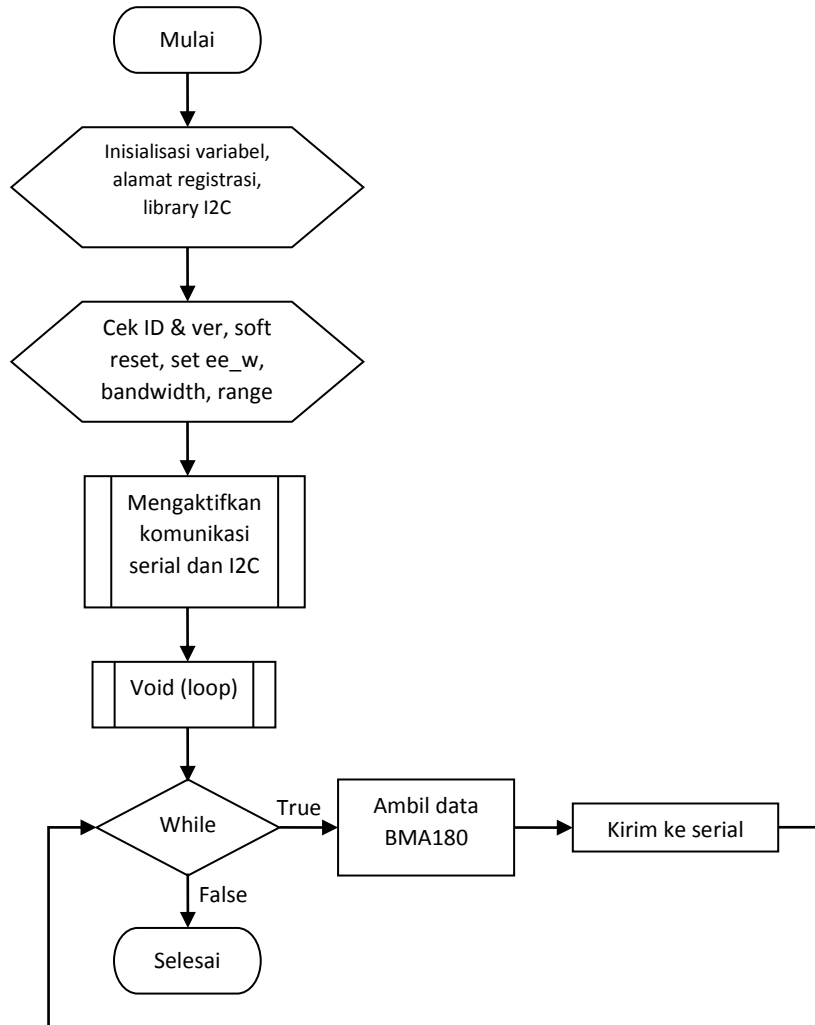 Mulai
Inisialisasi variabel,
alamat registrasi,
library I2C
Cek ID & ver, soft
reset, set ee_w,
bandwidth, range
Mengaktifkan
komunikasi
serial dan I2C
Void (loop)
While
True
Ambil data
BMA180
Kirim ke serial
False
Selesai